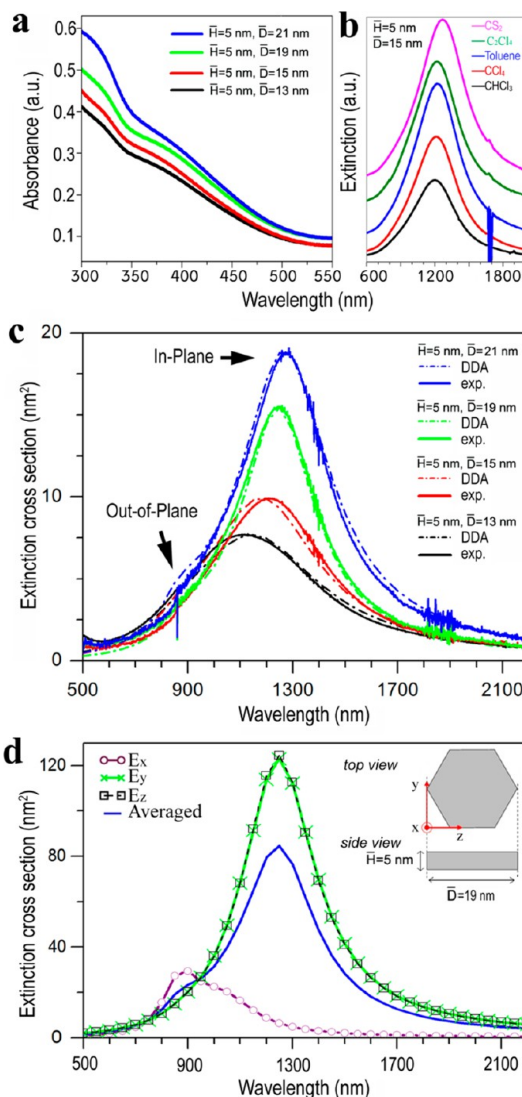 a
H̅=5 nm, D̅=21 nm
H̅=5 nm, D̅=19 nm
H̅=5 nm, D̅=15 nm
H̅=5 nm, D̅=13 nm
Absorbance (a.u.)
0.6
0.5
0.4
0.3
0.2
0.1
300 350 400 450 500 550
Wavelength (nm)
b
H̅=5 nm
D̅=15 nm
CS₂
C₂Cl₄
Toluene
CCl₄
CHCl₃
Extinction (a.u.)
600 1200 1800
Wavelength (nm)
c
In-Plane
Out-of-Plane
H̅=5 nm, D̅=21 nm
DDA
exp.
H̅=5 nm, D̅=19 nm
DDA
exp.
H̅=5 nm, D̅=15 nm
DDA
exp.
H̅=5 nm, D̅=13 nm
DDA
exp.
Extinction cross section (nm²)
20
10
0
500 900 1300 1700 2100
Wavelength (nm)
d
Ex
Ey
Ez
Averaged
top view
y
x
z
side view
H̅=5 nm
D̅=19 nm
Extinction cross section (nm²)
120
80
40
0
500 900 1300 1700 2100
Wavelength (nm)